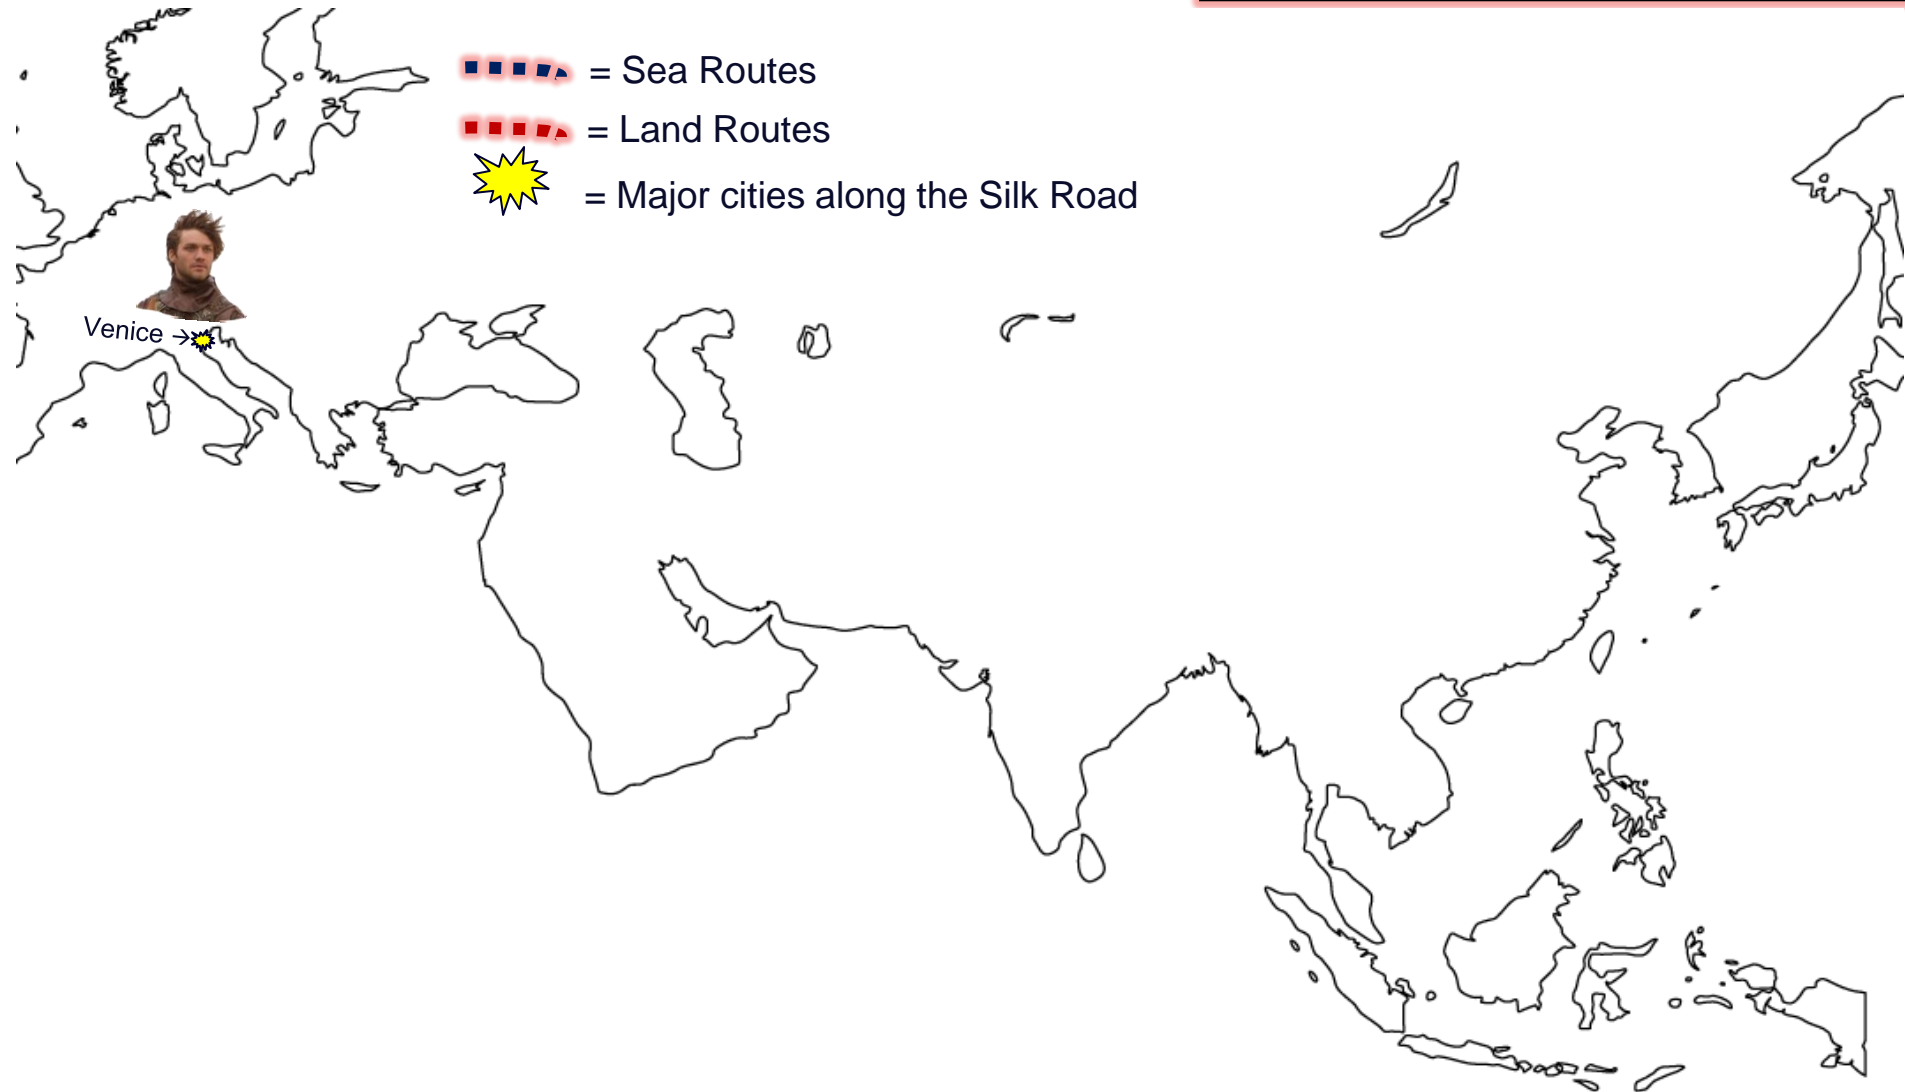 = Sea Routes
= Land Routes
= Major cities along the Silk Road
Venice →